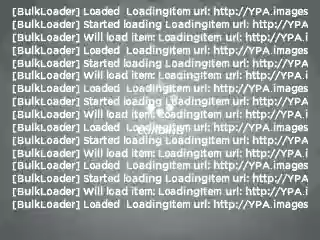 [BulkLoader] Loaded LoadingItem url: http://YPA.images
[BulkLoader] Started loading LoadingItem url: http://YPA
[BulkLoader] Will load item: LoadingItem url: http://YPA.i
[BulkLoader] Loaded LoadingItem url: http://YPA.images
[BulkLoader] Started loading LoadingItem url: http://YPA
[BulkLoader] Will load item: LoadingItem url: http://YPA.i
[BulkLoader] Loaded LoadingItem url: http://YPA.images
[BulkLoader] Started loading LoadingItem url: http://YPA
[BulkLoader] Will load item: LoadingItem url: http://YPA.i
[BulkLoader] Loaded LoadingItem url: http://YPA.images
[BulkLoader] Started loading LoadingItem url: http://YPA
[BulkLoader] Will load item: LoadingItem url: http://YPA.i
[BulkLoader] Loaded LoadingItem url: http://YPA.images
[BulkLoader] Started loading LoadingItem url: http://YPA
[BulkLoader] Will load item: LoadingItem url: http://YPA.i
[BulkLoader] Loaded LoadingItem url: http://YPA.images